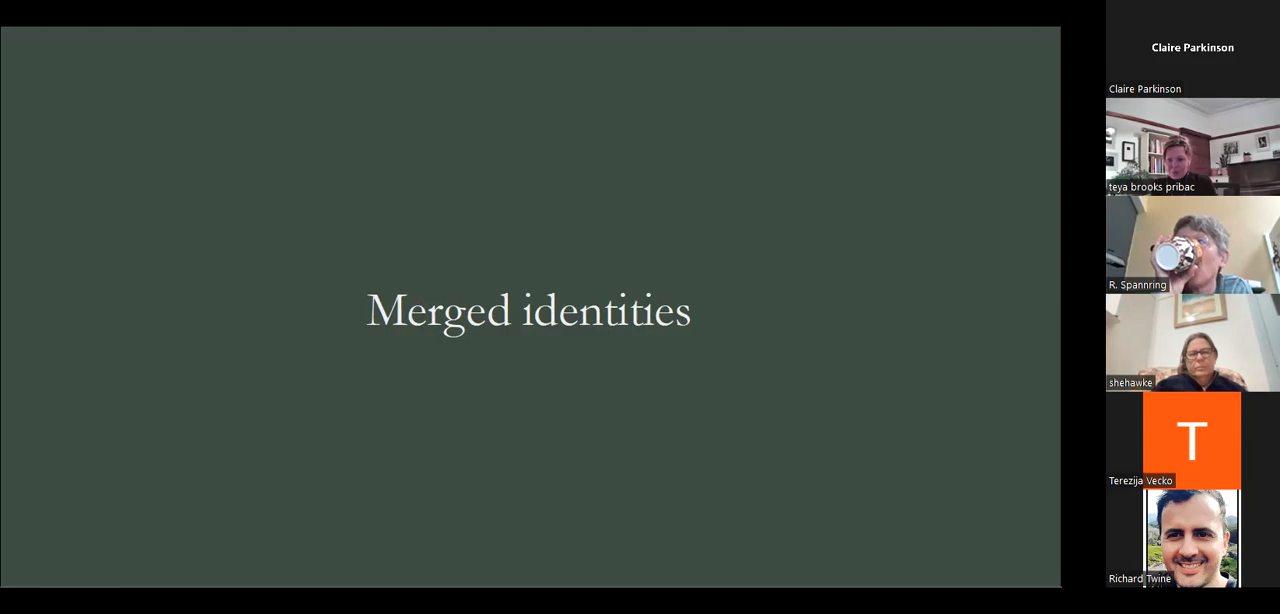 Merged identities
Claire Parkinson
Claire Parkinson
teya brooks pribac
R. Spannring
shehawke
T
Terezija Vecko
Richard Twine